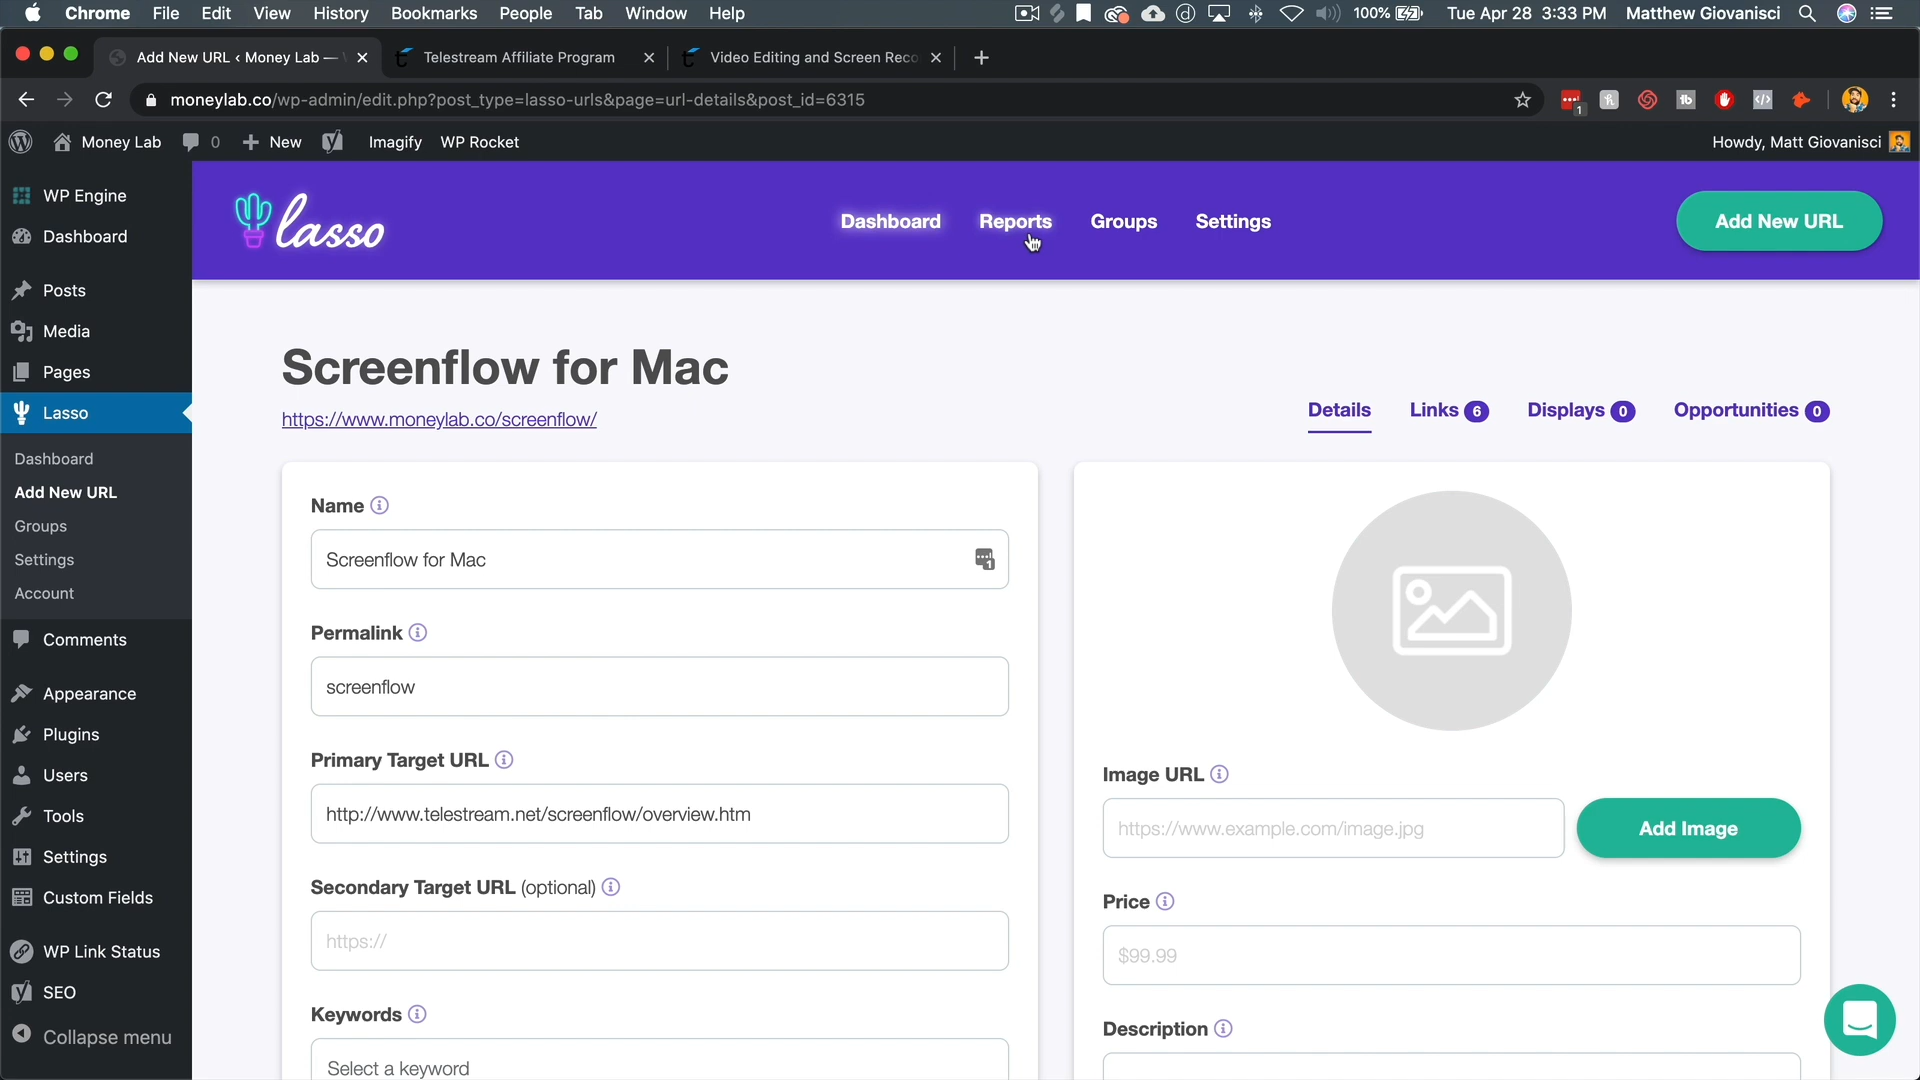 Chrome File Edit View History Bookmarks People Tab Window Help 100% Tue Apr 28 3:33 PM Matthew Giovanisci
Add New URL ‹ Money Lab —
Telestream Affiliate Program
Video Editing and Screen Reco
moneylab.co/wp-admin/edit.php?post_type=lasso-urls&page=url-details&post_id=6315
1
Money Lab 0 New Imagify WP Rocket Howdy, Matt Giovanisci
WP Engine
Dashboard
Posts
Media
Pages
Lasso
Dashboard
Add New URL
Groups
Settings
Account
Comments
Appearance
Plugins
Users
Tools
Settings
Custom Fields
WP Link Status
SEO
Collapse menu
lasso
Dashboard Reports Groups Settings
Add New URL
Screenflow for Mac
https://www.moneylab.co/screenflow/
Details Links 6 Displays 0 Opportunities 0
Name
Screenflow for Mac
1
Permalink
screenflow
Primary Target URL
http://www.telestream.net/screenflow/overview.htm
Secondary Target URL (optional)
https://
Keywords
Select a keyword
Image URL
https://www.example.com/image.jpg
Add Image
Price
$99.99
Description